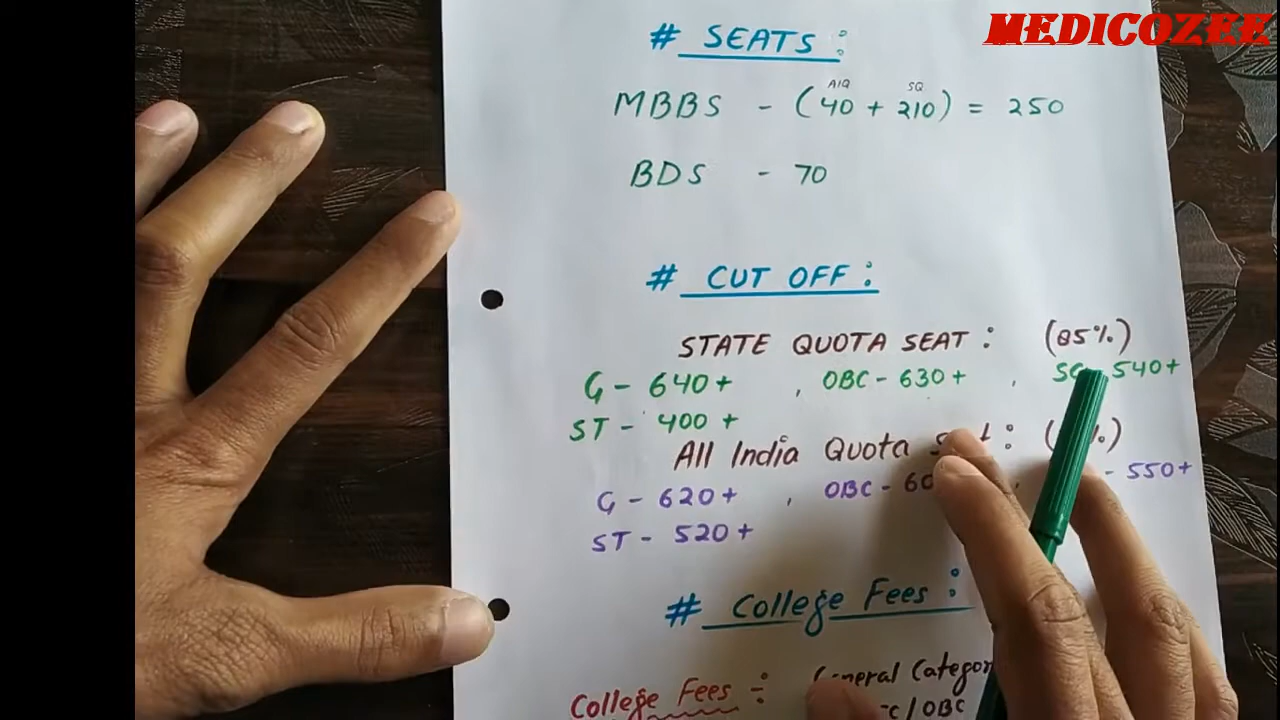 MEDICOZEE
# SEATS :
AIQ SQ
MBBS - (40 + 210) = 250
BDS - 70
# CUT OFF :
STATE QUOTA SEAT : (85%)
G - 640+ , OBC - 630+ , 540+
ST - 400 +
All India Quota
G - 620+ , OBC - - 550+
ST - 520+
# College Fees :
College Fees :- General
/ OBC